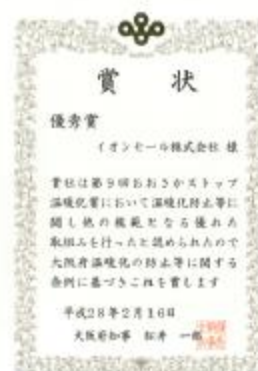 賞 状
優秀賞
イオンモール株式会社 様
貴社は第9回おおさかストップ
温暖化賞において温暖化防止等に
関し他の模範となる優れた
取組みを行ったと認められたので
大阪府温暖化の防止等に関する
条例に基づきこれを賞します
平成28年2月16日
大阪府知事 松井 一郎